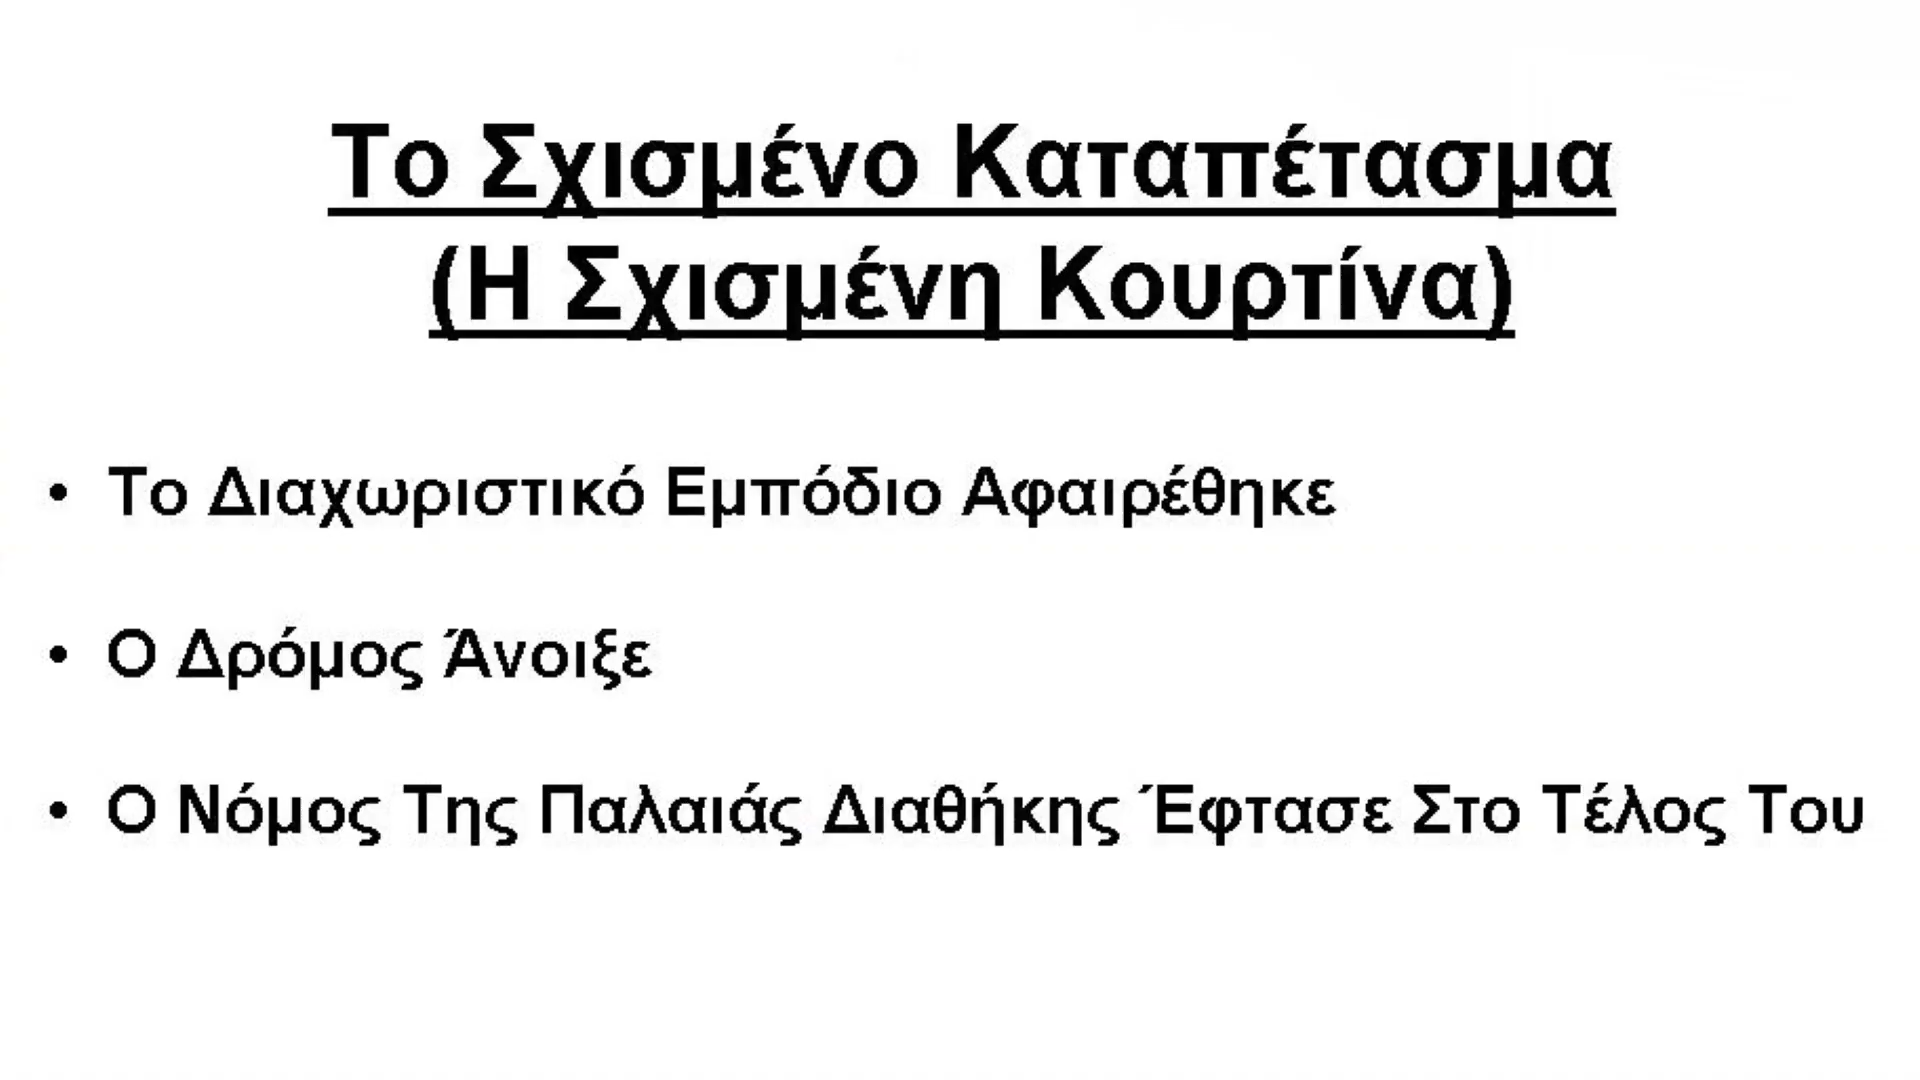 Το Σχισμένο Καταπέτασμα
(Η Σχισμένη Κουρτίνα)
• Το Διαχωριστικό Εμπόδιο Αφαιρέθηκε
• Ο Δρόμος Άνοιξε
• Ο Νόμος Της Παλαιάς Διαθήκης Έφτασε Στο Τέλος Του